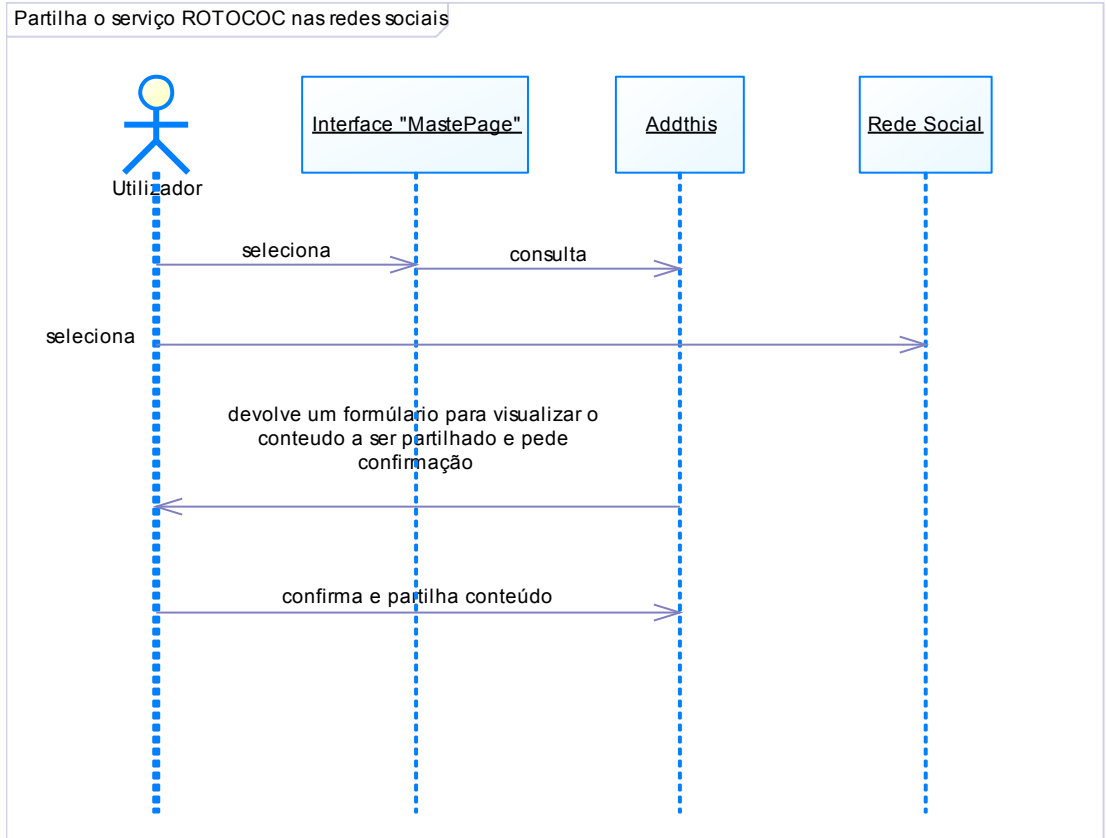 Partilha o serviço ROTOCOC nas redes sociais
Interface "MastePage"
Addthis
Rede Social
Utilizador
seleciona
consulta
seleciona
devolve um formúlario para visualizar o
conteudo a ser partilhado e pede
confirmação
confirma e partilha conteúdo